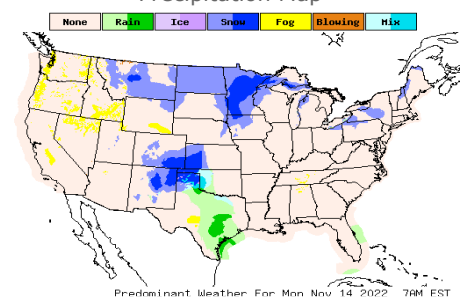 Precipitation Map
None Rain Ice Snow Fog Blowing Mix
Predominant Weather For Mon Nov 14 2022 7AM EST